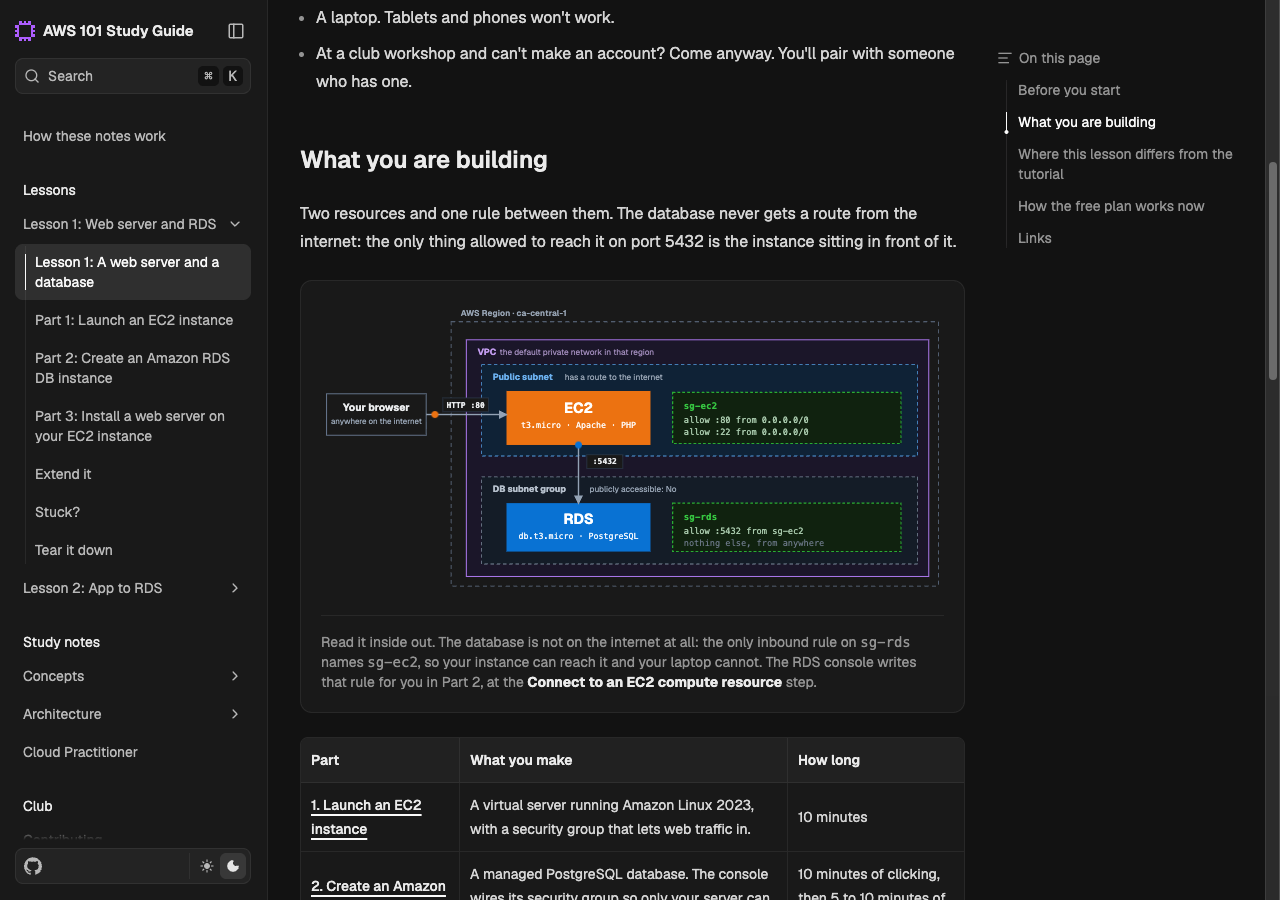 AWS 101 Study Guide
Search
⌘ K
How these notes work
Lessons
Lesson 1: Web server and RDS
Lesson 1: A web server and a
database
Part 1: Launch an EC2 instance
Part 2: Create an Amazon RDS
DB instance
Part 3: Install a web server on
your EC2 instance
Extend it
Stuck?
Tear it down
Lesson 2: App to RDS
Study notes
Concepts
Architecture
Cloud Practitioner
Club
Contributing
A laptop. Tablets and phones won't work.
At a club workshop and can't make an account? Come anyway. You'll pair with someone
who has one.
What you are building
Two resources and one rule between them. The database never gets a route from the
internet: the only thing allowed to reach it on port 5432 is the instance sitting in front of it.
AWS Region · ca-central-1
VPC the default private network in that region
Public subnet has a route to the internet
Your browser
anywhere on the internet
HTTP :80
EC2
t3.micro · Apache · PHP
sg-ec2
allow :80 from 0.0.0.0/0
allow :22 from 0.0.0.0/0
:5432
DB subnet group publicly accessible: No
RDS
db.t3.micro · PostgreSQL
sg-rds
allow :5432 from sg-ec2
nothing else, from anywhere
Read it inside out. The database is not on the internet at all: the only inbound rule on sg-rds
names sg-ec2, so your instance can reach it and your laptop cannot. The RDS console writes
that rule for you in Part 2, at the Connect to an EC2 compute resource step.
Part What you make How long
1. Launch an EC2
instance
A virtual server running Amazon Linux 2023,
with a security group that lets web traffic in.
10 minutes
2. Create an Amazon
A managed PostgreSQL database. The console
wires its security group so only your server can
10 minutes of clicking,
then 5 to 10 minutes of
On this page
Before you start
What you are building
Where this lesson differs from the
tutorial
How the free plan works now
Links